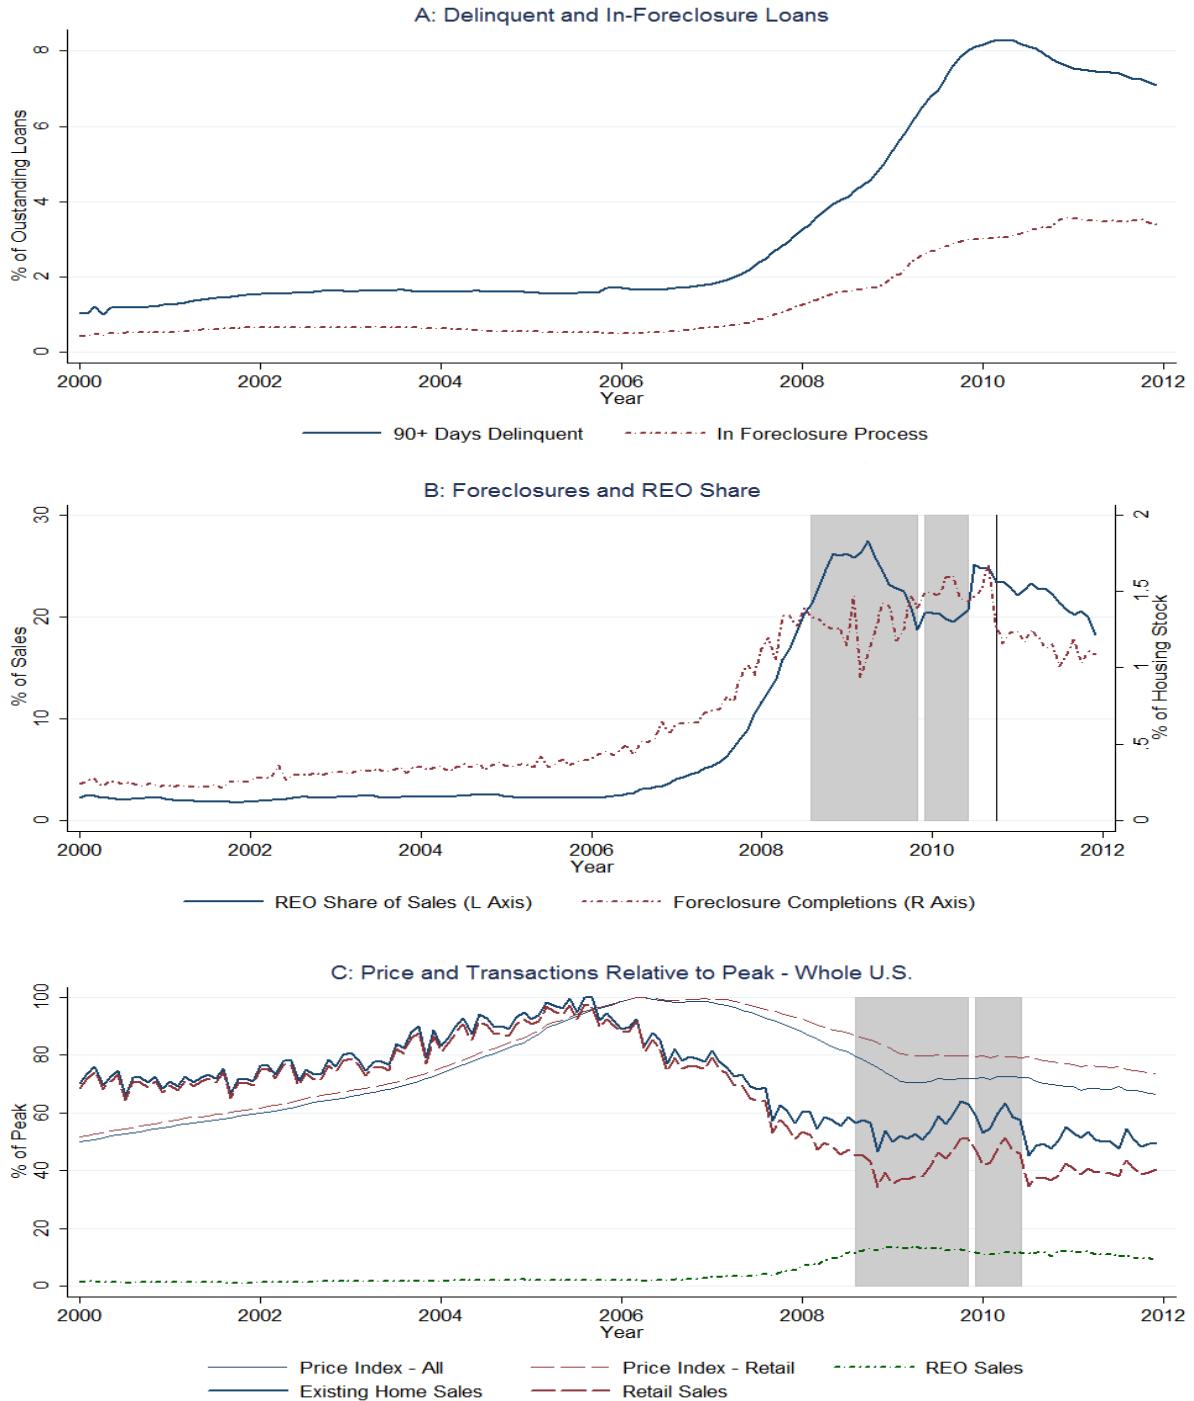 A: Delinquent and In-Foreclosure Loans
% of Oustanding Loans
8
6
4
2
0
2000 2002 2004 2006 2008 2010 2012
Year
90+ Days Delinquent In Foreclosure Process
B: Foreclosures and REO Share
% of Sales
30
20
10
0
% of Housing Stock
2
1.5
1
.5
0
2000 2002 2004 2006 2008 2010 2012
Year
REO Share of Sales (L Axis) Foreclosure Completions (R Axis)
C: Price and Transactions Relative to Peak - Whole U.S.
% of Peak
100
80
60
40
20
0
2000 2002 2004 2006 2008 2010 2012
Year
Price Index - All Price Index - Retail REO Sales
Existing Home Sales Retail Sales